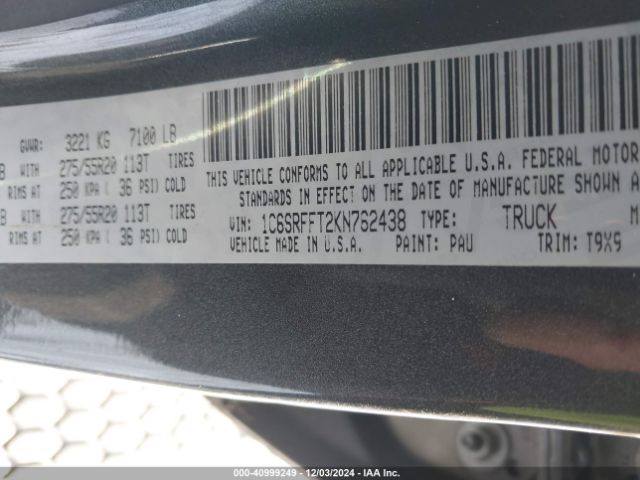 GVWR: 3221 KG 7100 LB
B WITH 275/55R20 113T TIRES
RIMS AT 250 KPA ( 36 PSI) COLD
B WITH 275/55R20 113T TIRES
RIMS AT 250 KPA ( 36 PSI) COLD
THIS VEHICLE CONFORMS TO ALL APPLICABLE U.S.A. FEDERAL MOTOR
STANDARDS IN EFFECT ON THE DATE OF MANUFACTURE SHOWN A
VIN: 1C6SRFFT2KN762438 TYPE: TRUCK M
VEHICLE MADE IN U.S.A. PAINT: PAU TRIM: T9X9
000-40999249 - 12/03/2024 - IAA Inc.